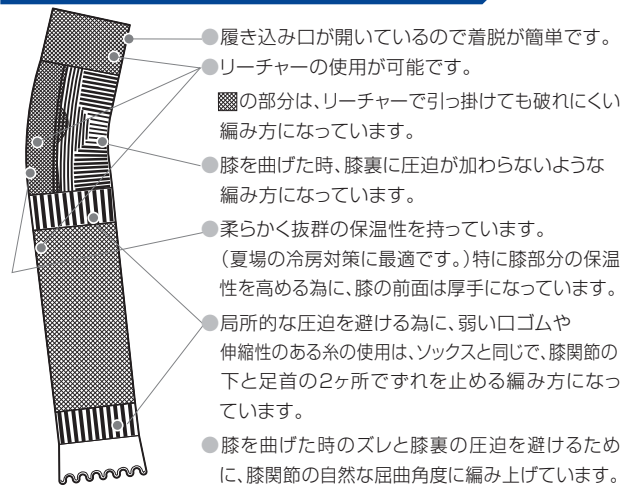 ●履き込み口が開いているので着脱が簡単です。
●リーチャーの使用が可能です。
▩の部分は、リーチャーで引っ掛けても破れにくい
編み方になっています。
●膝を曲げた時、膝裏に圧迫が加わらないような
編み方になっています。
●柔らかく抜群の保温性を持っています。
（夏場の冷房対策に最適です。）特に膝部分の保温
性を高める為に、膝の前面は厚手になっています。
●局所的な圧迫を避ける為に、弱い口ゴムや
伸縮性のある糸の使用は、ソックスと同じで、膝関節の
下と足首の2ヶ所でずれを止める編み方になっ
ています。
●膝を曲げた時のズレと膝裏の圧迫を避けるため
に、膝関節の自然な屈曲角度に編み上げています。